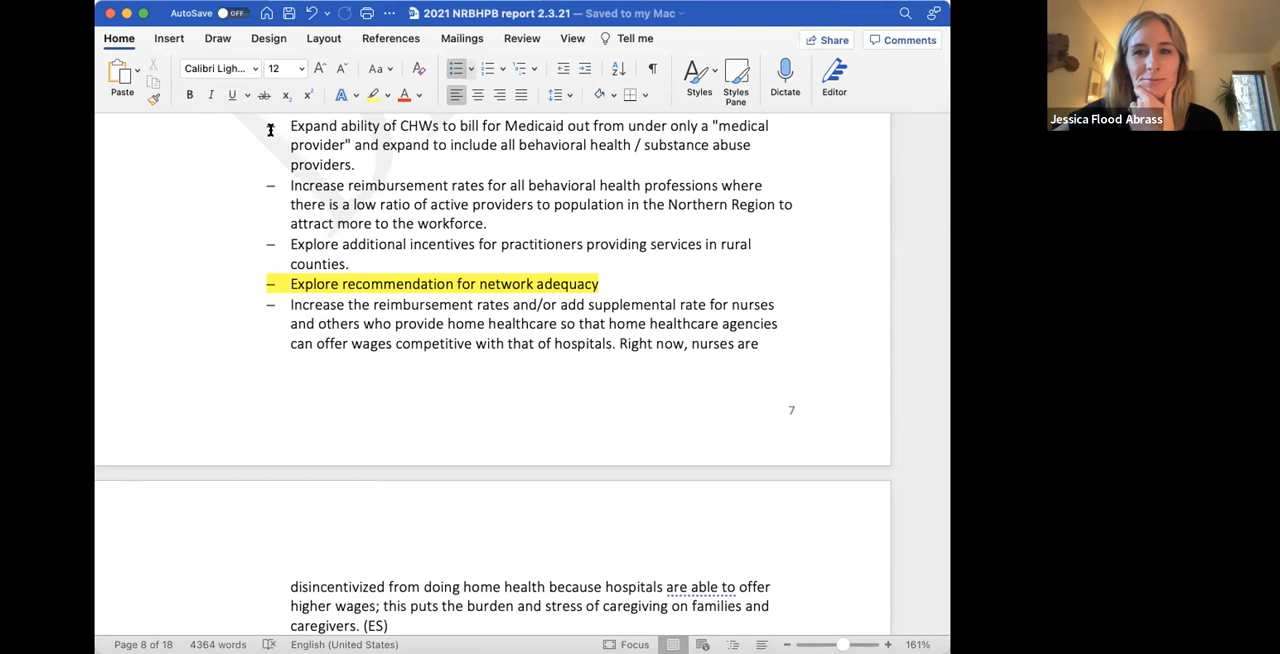 AutoSave OFF 2021 NRBHPB report 2.3.21 — Saved to my Mac
Home Insert Draw Design Layout References Mailings Review View Tell me Share Comments
Calibri Ligh... 12 A A Aa A
Paste B I U ab x₂ x² A A Styles Styles Pane Dictate Editor
Expand ability of CHWs to bill for Medicaid out from under only a "medical
provider" and expand to include all behavioral health / substance abuse
providers.
– Increase reimbursement rates for all behavioral health professions where
there is a low ratio of active providers to population in the Northern Region to
attract more to the workforce.
– Explore additional incentives for practitioners providing services in rural
counties.
– Explore recommendation for network adequacy
– Increase the reimbursement rates and/or add supplemental rate for nurses
and others who provide home healthcare so that home healthcare agencies
can offer wages competitive with that of hospitals. Right now, nurses are
7
disincentivized from doing home health because hospitals are able to offer
higher wages; this puts the burden and stress of caregiving on families and
caregivers. (ES)
Page 8 of 18 4364 words English (United States) Focus 161%
Jessica Flood Abrass